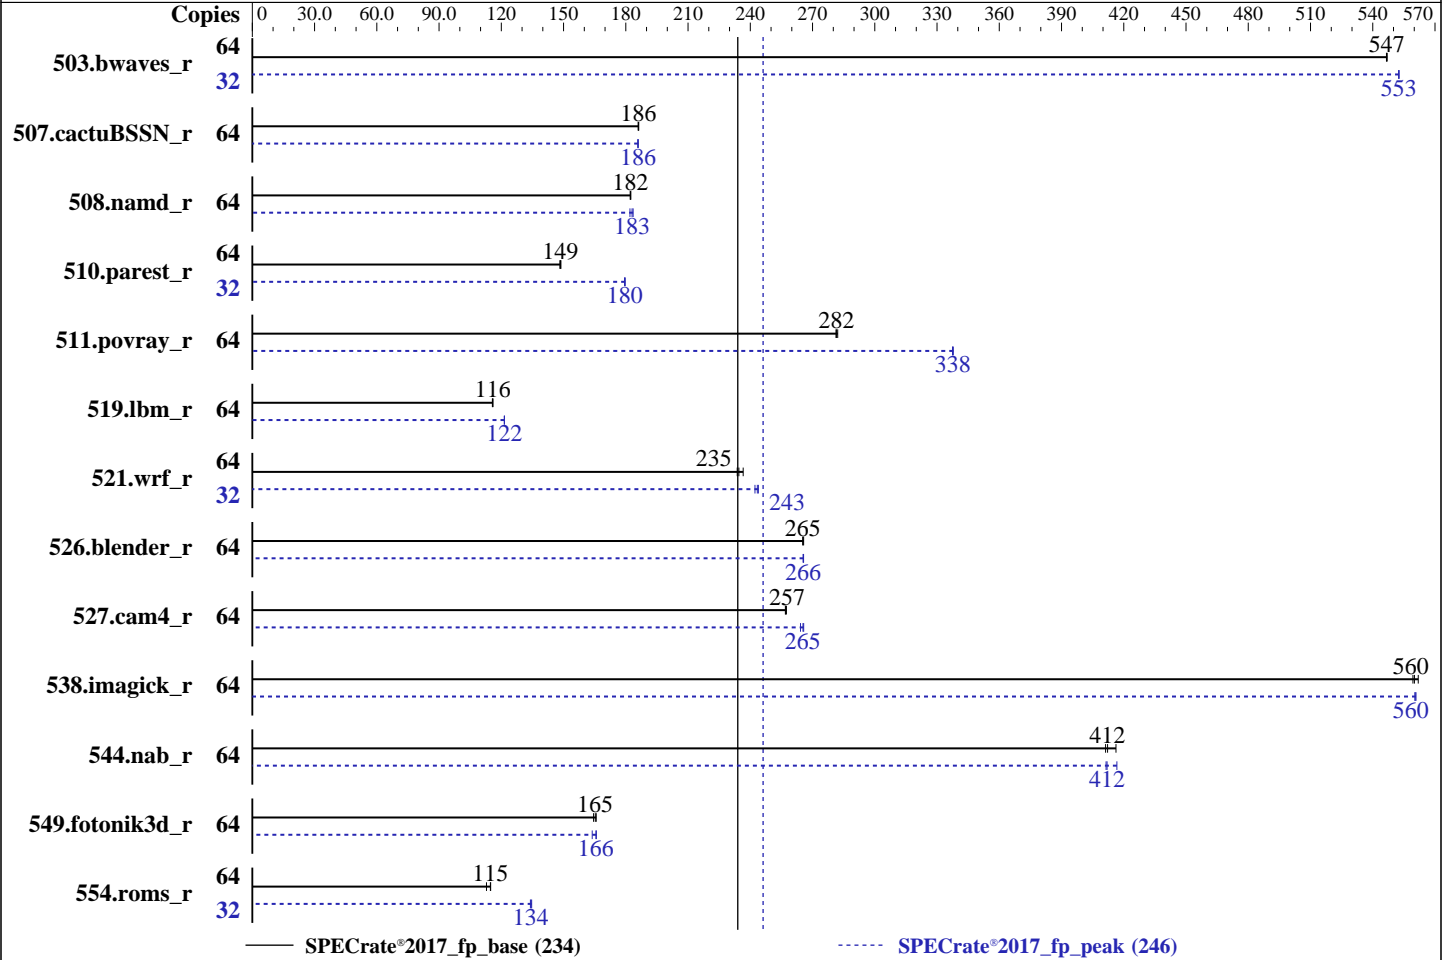 Copies 0 30.0 60.0 90.0 120 150 180 210 240 270 300 330 360 390 420 450 480 510 540 570
503.bwaves_r 64 547
32 553
507.cactuBSSN_r 64 186
186
508.namd_r 64 182
183
510.parest_r 64 149
32 180
511.povray_r 64 282
338
519.lbm_r 64 116
122
521.wrf_r 64 235
32 243
526.blender_r 64 265
266
527.cam4_r 64 257
265
538.imagick_r 64 560
560
544.nab_r 64 412
412
549.fotonik3d_r 64 165
166
554.roms_r 64 115
32 134
SPECrate®2017_fp_base (234) SPECrate®2017_fp_peak (246)